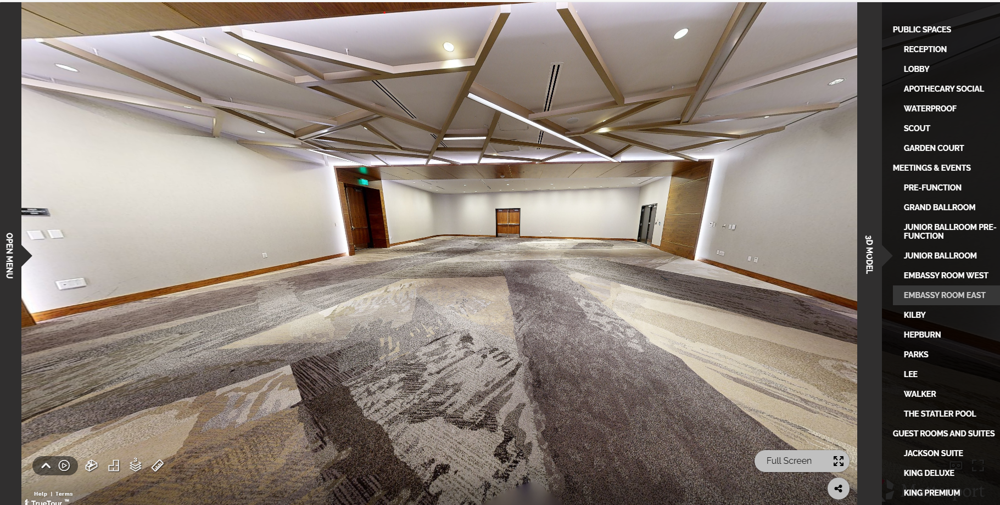 OPEN MENU
3D MODEL
PUBLIC SPACES
RECEPTION
LOBBY
APOTHECARY SOCIAL
WATERPROOF
SCOUT
GARDEN COURT
MEETINGS & EVENTS
PRE-FUNCTION
GRAND BALLROOM
JUNIOR BALLROOM PRE-
FUNCTION
JUNIOR BALLROOM
EMBASSY ROOM WEST
EMBASSY ROOM EAST
KILBY
HEPBURN
PARKS
LEE
WALKER
THE STATLER POOL
GUEST ROOMS AND SUITES
JACKSON SUITE
KING DELUXE
KING PREMIUM
3
Full Screen
Help | Terms
TrueTour™